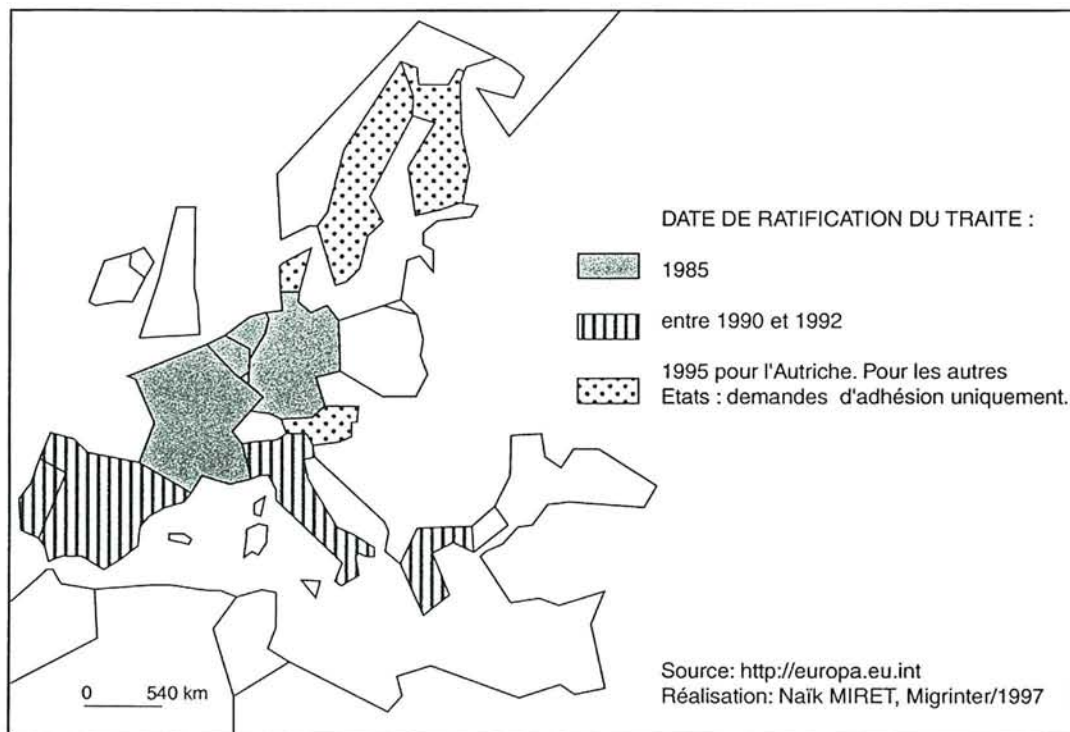 DATE DE RATIFICATION DU TRAITE :
1985
entre 1990 et 1992
1995 pour l'Autriche. Pour les autres
Etats : demandes d'adhésion uniquement.
0 540 km
Source: http://europa.eu.int
Réalisation: Naïk MIRET, Migrinter/1997